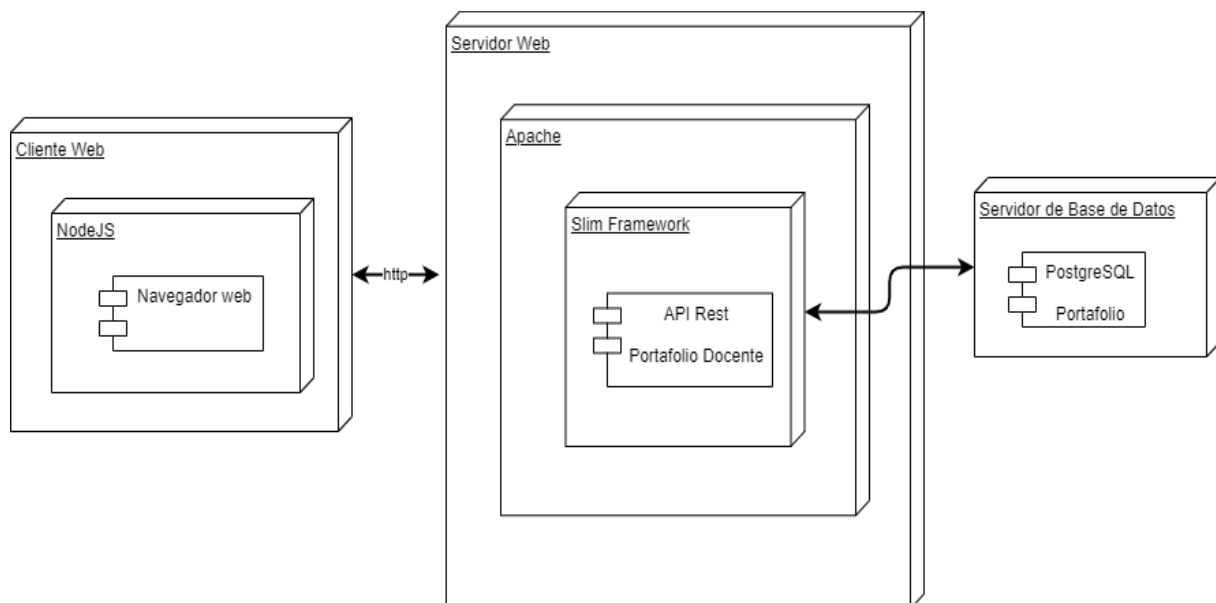 Cliente Web
NodeJS
Navegador web
http
Servidor Web
Apache
Slim Framework
API Rest
Portafolio Docente
Servidor de Base de Datos
PostgreSQL
Portafolio